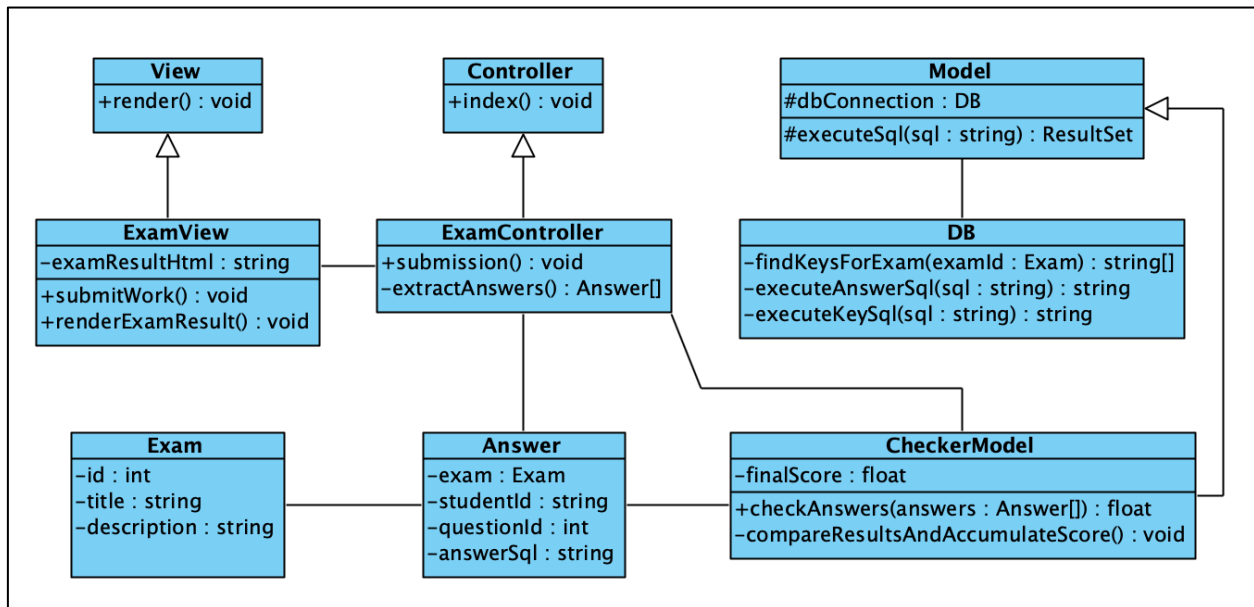 View
+render() : void
Controller
+index() : void
Model
#dbConnection : DB
#executeSql(sql : string) : ResultSet
ExamView
-examResultHtml : string
+submitWork() : void
+renderExamResult() : void
ExamController
+submission() : void
-extractAnswers() : Answer[]
DB
-findKeysForExam(examId : Exam) : string[]
-executeAnswerSql(sql : string) : string
-executeKeySql(sql : string) : string
Exam
-id : int
-title : string
-description : string
Answer
-exam : Exam
-studentId : string
-questionId : int
-answerSql : string
CheckerModel
-finalScore : float
+checkAnswers(answers : Answer[]) : float
-compareResultsAndAccumulateScore() : void